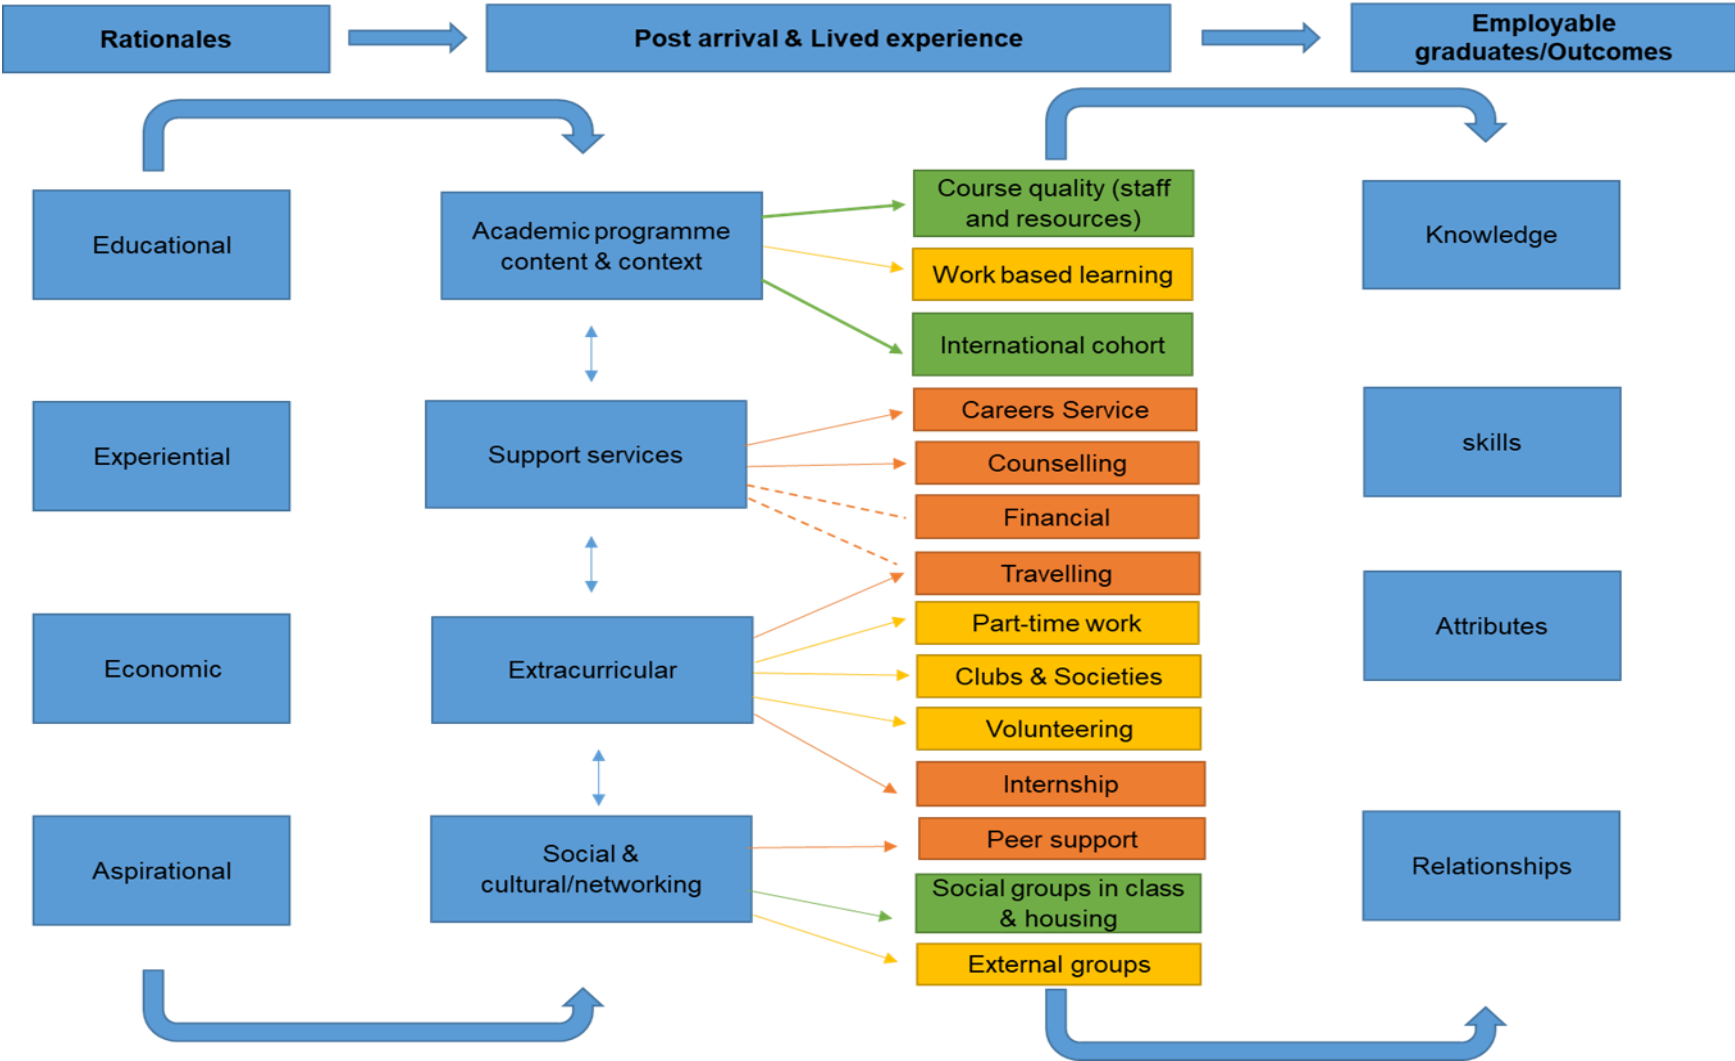 Rationales
Post arrival & Lived experience
Employable
graduates/Outcomes
Educational
Experiential
Economic
Aspirational
Academic programme
content & context
Support services
Extracurricular
Social &
cultural/networking
Course quality (staff
and resources)
Work based learning
International cohort
Careers Service
Counselling
Financial
Travelling
Part-time work
Clubs & Societies
Volunteering
Internship
Peer support
Social groups in class
& housing
External groups
Knowledge
skills
Attributes
Relationships